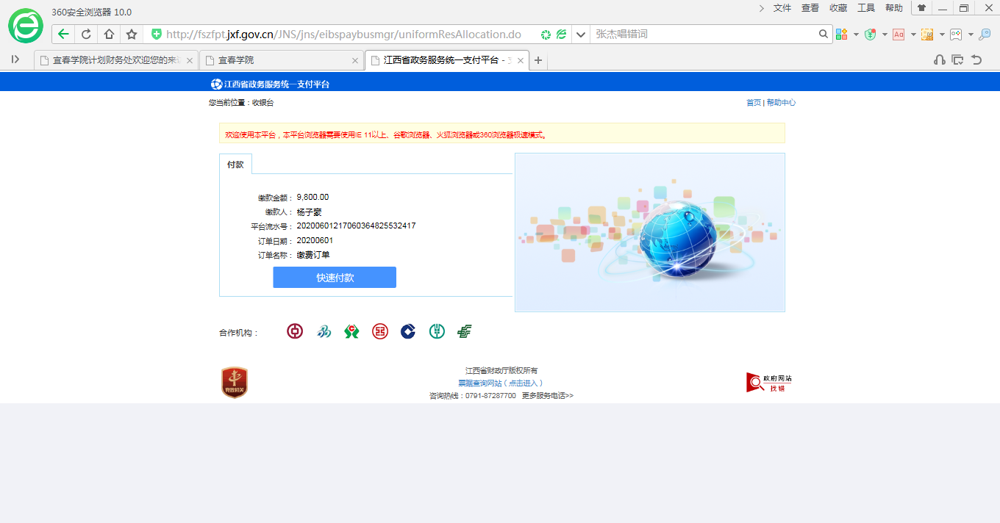 360安全浏览器 10.0
文件 查看 收藏 工具 帮助
http://fszfpt.jxf.gov.cn/JNS/jns/eibspaybusmgr/uniformResAllocation.do
张杰唱错词
宜春学院计划财务处欢迎您的来
宜春学院
江西省政务服务统一支付平台 -
江西省政务服务统一支付平台
您当前位置：收银台
首页 | 帮助中心
欢迎使用本平台，本平台浏览器需要使用IE 11以上、谷歌浏览器、火狐浏览器或360浏览器极速模式。
付款
缴款金额： 9,800.00
缴款人： 杨子豪
平台流水号： 20200601217060364825532417
订单日期： 20200601
订单名称： 缴费订单
快速付款
合作机构：
党政机关
江西省财政厅版权所有
票据查询网站（点击进入）
咨询热线：0791-87287700 更多服务电话>>
政府网站
找错